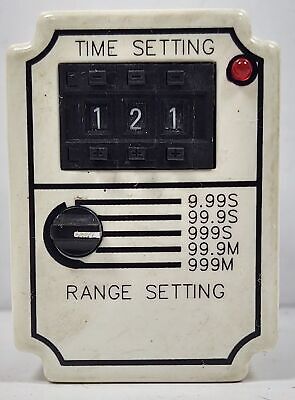 TIME SETTING
1 2 1
9.99S
99.9S
999S
99.9M
999M
RANGE SETTING